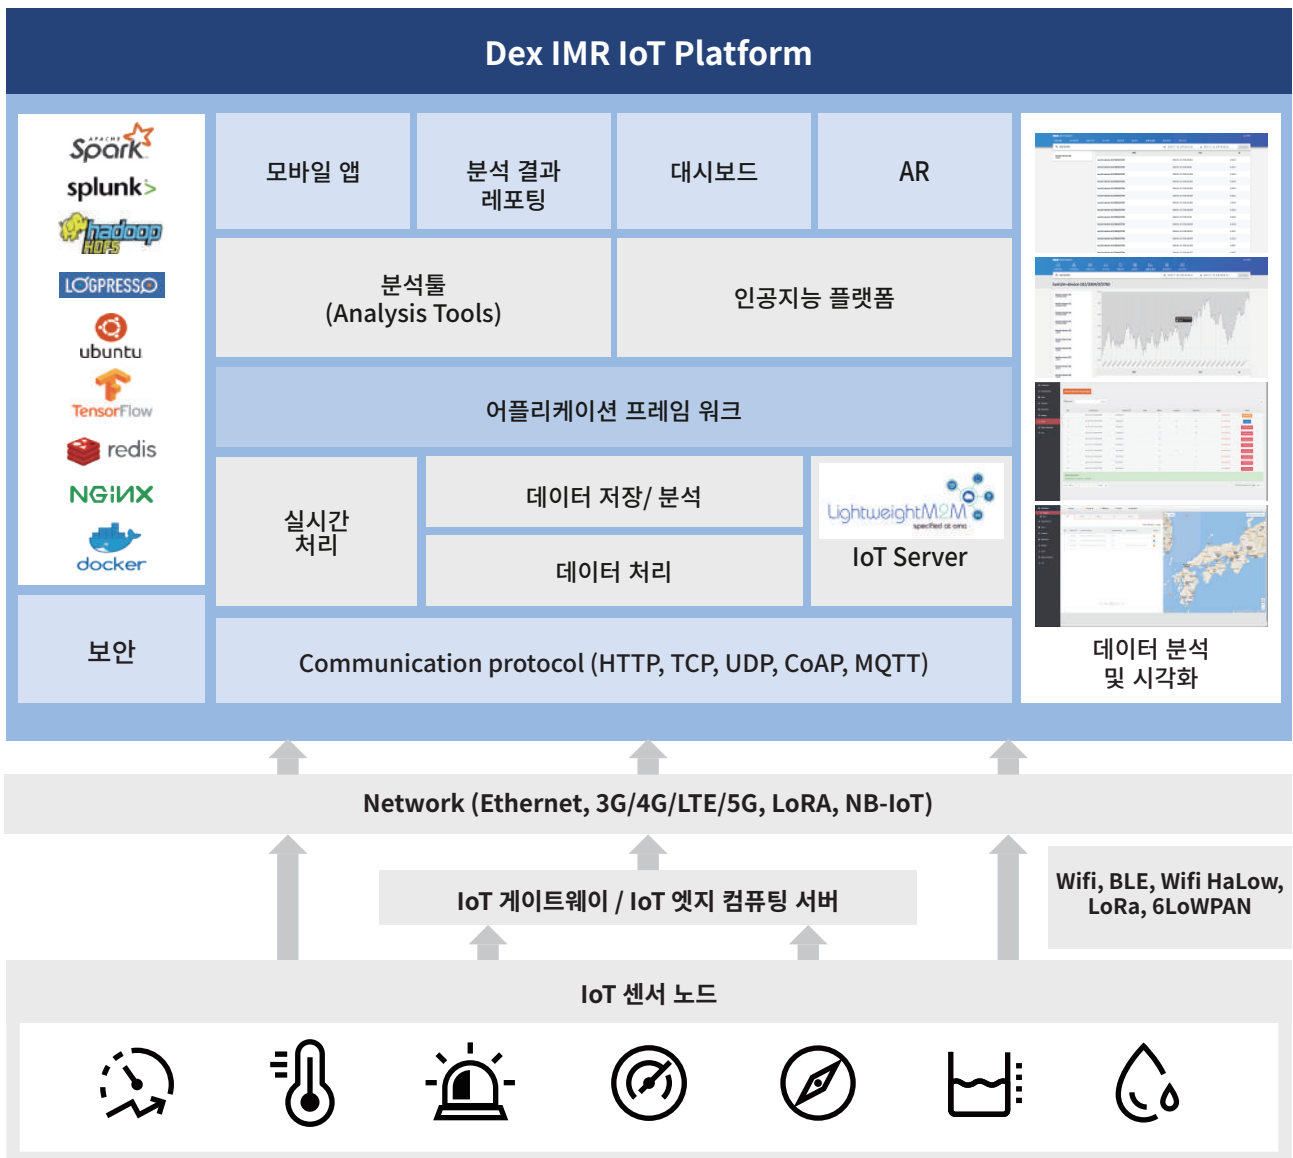 Dex IMR IoT Platform
APACHE
Spark
splunk>
hadoop
HDFS
LOGPRESSO
ubuntu
TensorFlow
redis
NGINX
docker
보안
모바일 앱
분석 결과
레포팅
대시보드
AR
분석툴
(Analysis Tools)
인공지능 플랫폼
어플리케이션 프레임 워크
실시간
처리
데이터 저장/ 분석
데이터 처리
LightweightM2M
specified at oma
IoT Server
Communication protocol (HTTP, TCP, UDP, CoAP, MQTT)
데이터 분석
및 시각화
Network (Ethernet, 3G/4G/LTE/5G, LoRA, NB-IoT)
IoT 게이트웨이 / IoT 엣지 컴퓨팅 서버
Wifi, BLE, Wifi HaLow,
LoRa, 6LoWPAN
IoT 센서 노드